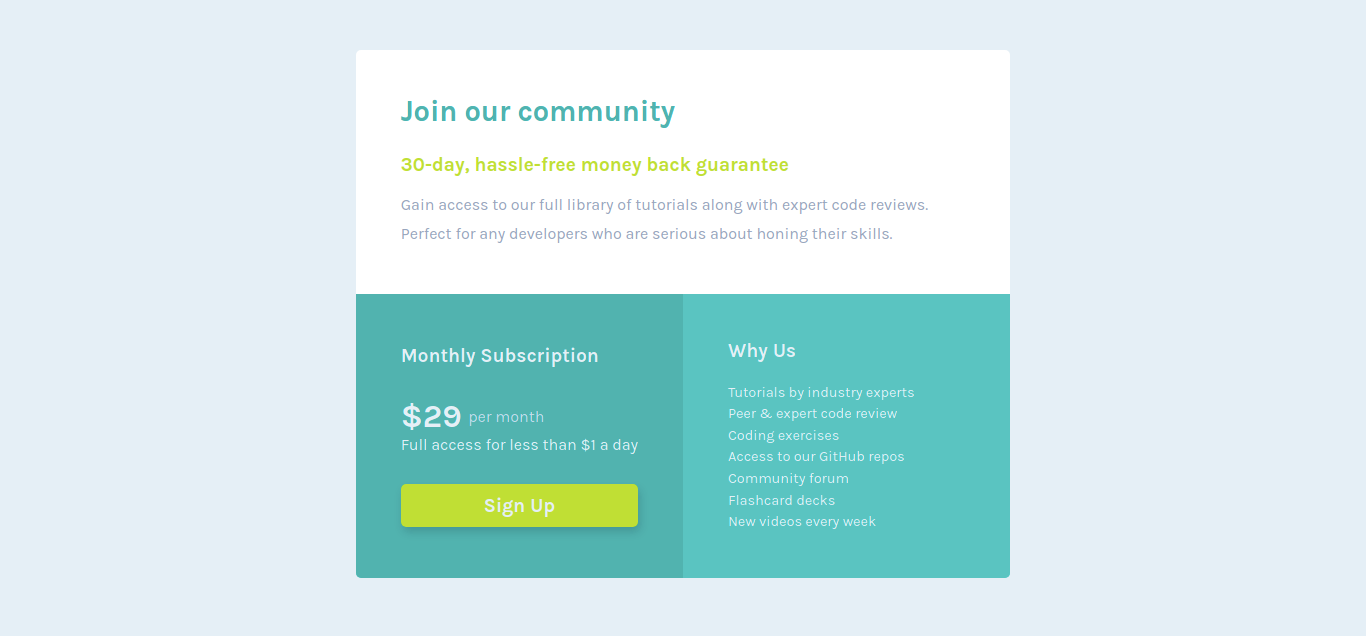 Join our community
30-day, hassle-free money back guarantee
Gain access to our full library of tutorials along with expert code reviews.
Perfect for any developers who are serious about honing their skills.
Monthly Subscription
$29 per month
Full access for less than $1 a day
Sign Up
Why Us
Tutorials by industry experts
Peer & expert code review
Coding exercises
Access to our GitHub repos
Community forum
Flashcard decks
New videos every week